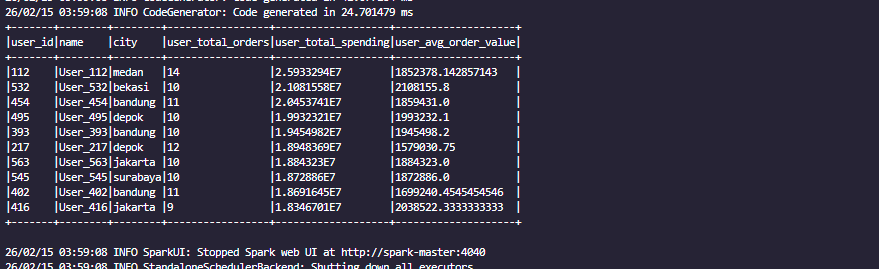 26/02/15 03:59:08 INFO CodeGenerator: Code generated in 24.701479 ms
+-------+--------+--------+-----------------+-------------------+--------------------+
|user_id|name    |city    |user_total_orders|user_total_spending|user_avg_order_value|
+-------+--------+--------+-----------------+-------------------+--------------------+
|112    |User_112|medan   |14               |2.5933294E7        |1852378.142857143   |
|532    |User_532|bekasi  |10               |2.1081558E7        |2108155.8           |
|454    |User_454|bandung |11               |2.0453741E7        |1859431.0           |
|495    |User_495|depok   |10               |1.9932321E7        |1993232.1           |
|393    |User_393|bandung |10               |1.9454982E7        |1945498.2           |
|217    |User_217|depok   |12               |1.8948369E7        |1579030.75          |
|563    |User_563|jakarta |10               |1.884323E7         |1884323.0           |
|545    |User_545|surabaya|10               |1.872886E7         |1872886.0           |
|402    |User_402|bandung |11               |1.8691645E7        |1699240.4545454546  |
|416    |User_416|jakarta |9                |1.8346701E7        |2038522.3333333333  |
+-------+--------+--------+-----------------+-------------------+--------------------+
26/02/15 03:59:08 INFO SparkUI: Stopped Spark web UI at http://spark-master:4040
26/02/15 03:59:08 INFO StandaloneSchedulerBackend: Shutting down all executors